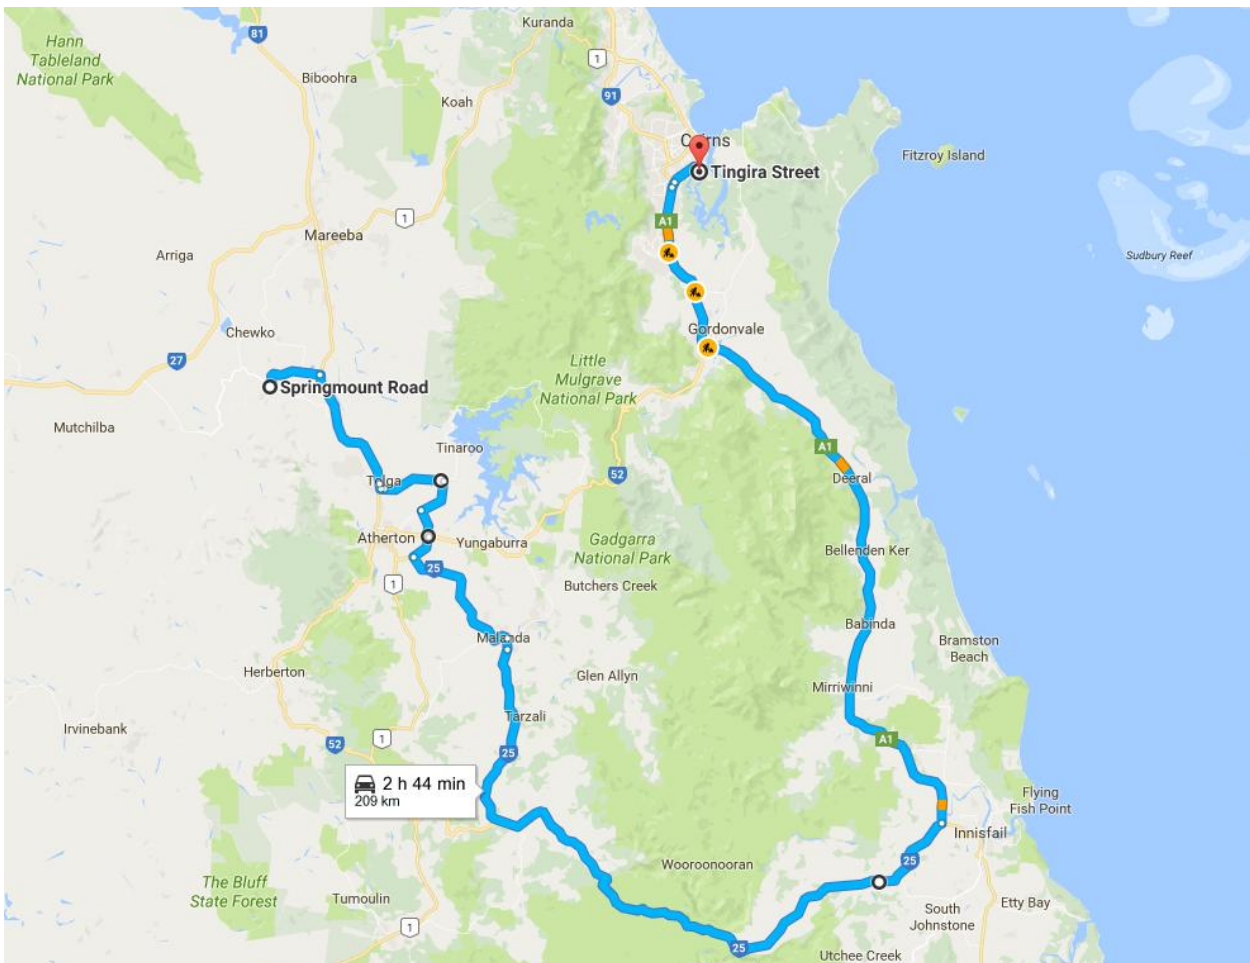 Kuranda
Hann
Tableland
National Park
81
1
Biboohra
Koah
91
Cairns
Tingira Street
Fitzroy Island
1
A1
Mareeba
Arriga
Sudbury Reef
Chewko
Gordonvale
27
Little
Mulgrave
National Park
Springmount Road
Mutchilba
Tinaroo
A1
52
Tolga
Deeral
Atherton
Yungaburra
Gadgarra
National Park
Bellenden Ker
25
1
Butchers Creek
Babinda
Malanda
Bramston
Beach
Herberton
Glen Allyn
Mirriwinni
Tarzali
Irvinebank
52
1
A1
25
2 h 44 min
209 km
Flying
Fish Point
Innisfail
Wooroonooran
25
The Bluff
State Forest
Tumoulin
Etty Bay
South
Johnstone
1
25
Utchee Creek